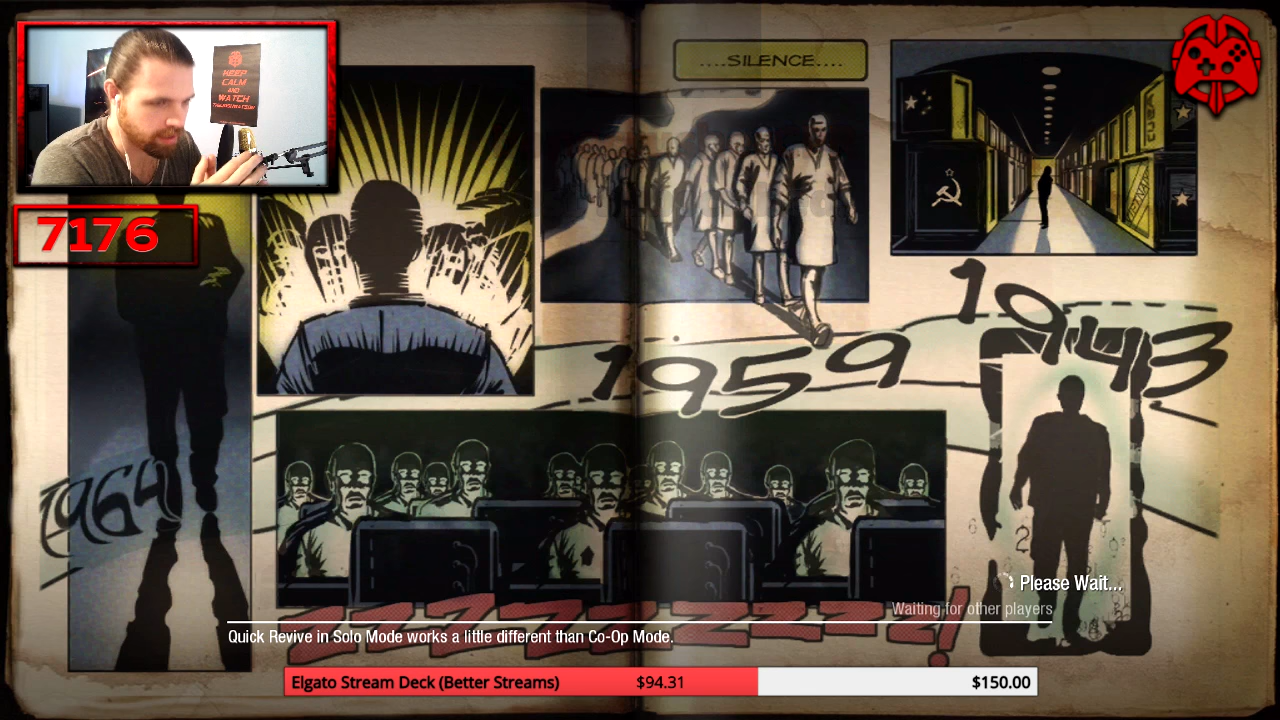 KEEP
CALM
AND
WATCH
7176
....SILENCE....
1943
1959
1964
Please Wait...
Waiting for other players
ZZZZZZZZZ!
Quick Revive in Solo Mode works a little different than Co-Op Mode.
Elgato Stream Deck (Better Streams) $94.31 $150.00